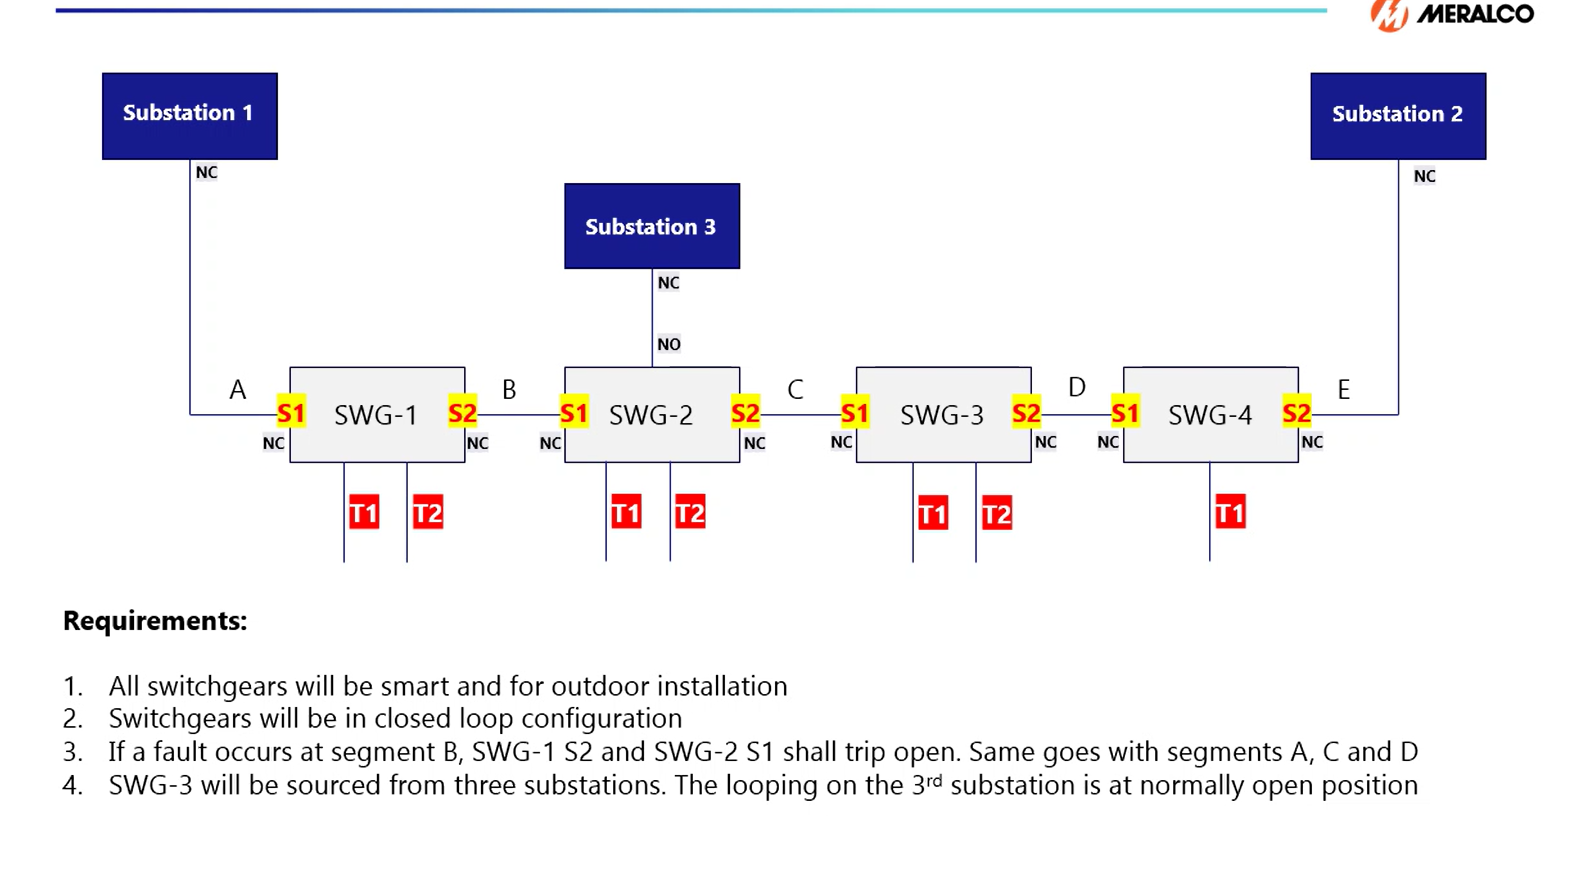 MERALCO
Substation 1
Substation 2
NC
NC
Substation 3
NC
NO
A
B
C
D
E
S1
SWG-1
S2
S1
SWG-2
S2
S1
SWG-3
S2
S1
SWG-4
S2
NC
NC
NC
NC
NC
NC
NC
NC
T1
T2
T1
T2
T1
T2
T1
Requirements:
1. All switchgears will be smart and for outdoor installation
2. Switchgears will be in closed loop configuration
3. If a fault occurs at segment B, SWG-1 S2 and SWG-2 S1 shall trip open. Same goes with segments A, C and D
4. SWG-3 will be sourced from three substations. The looping on the 3rd substation is at normally open position